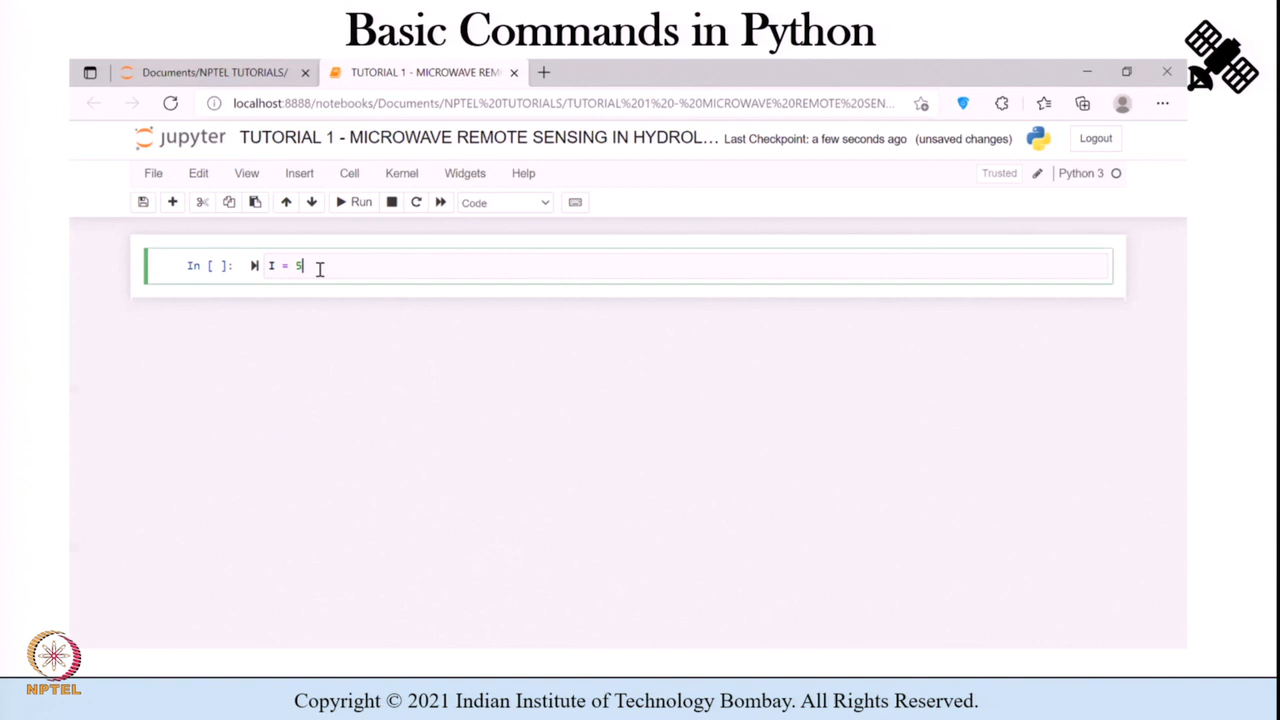 Basic Commands in Python
Documents/NPTEL TUTORIALS/
TUTORIAL 1 - MICROWAVE REM
localhost:8888/notebooks/Documents/NPTEL%20TUTORIALS/TUTORIAL%201%20-%20MICROWAVE%20REMOTE%20SEN...
jupyter TUTORIAL 1 - MICROWAVE REMOTE SENSING IN HYDROL... Last Checkpoint: a few seconds ago (unsaved changes) Logout
File Edit View Insert Cell Kernel Widgets Help Trusted Python 3
Run Code
In [ ]: I = 5
NPTEL
Copyright © 2021 Indian Institute of Technology Bombay. All Rights Reserved.